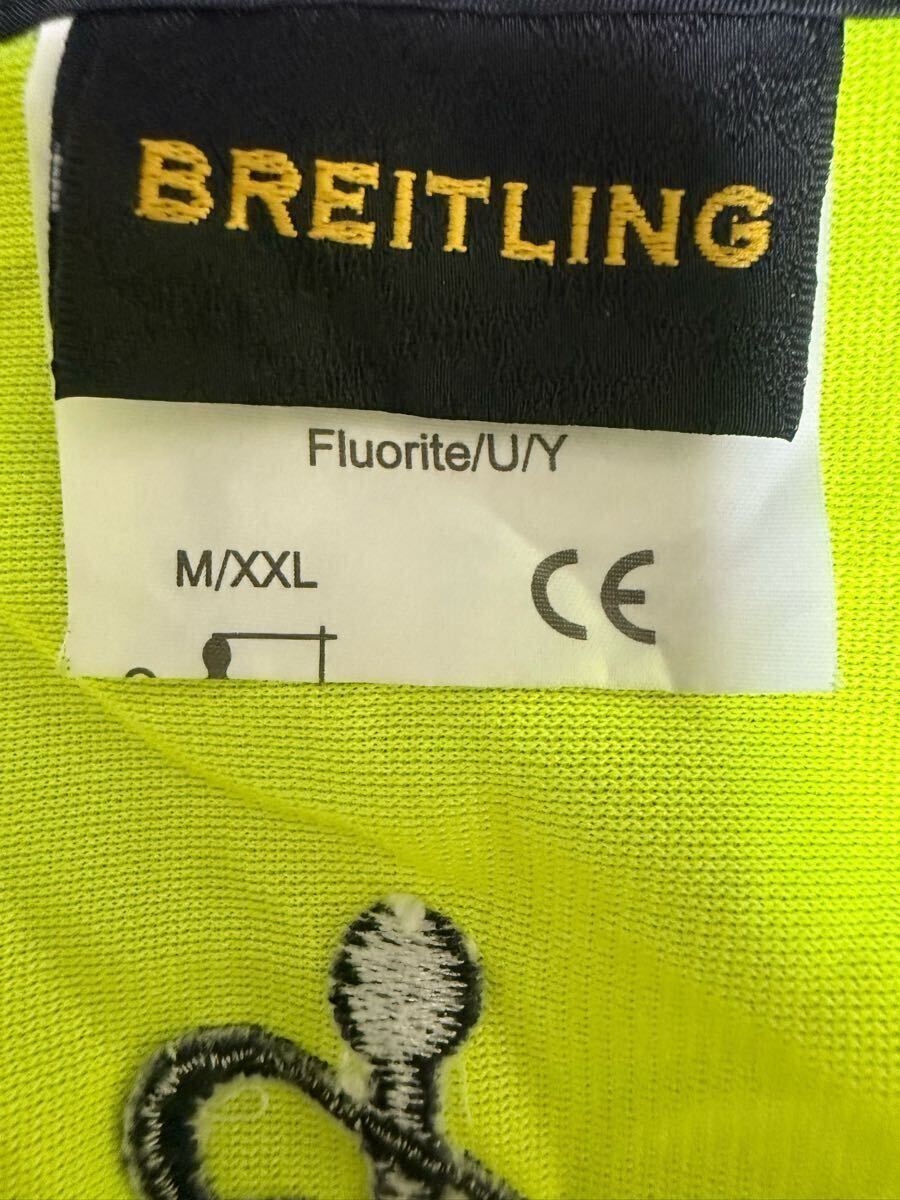 BREITLING
Fluorite/U/Y
M/XXL
CE